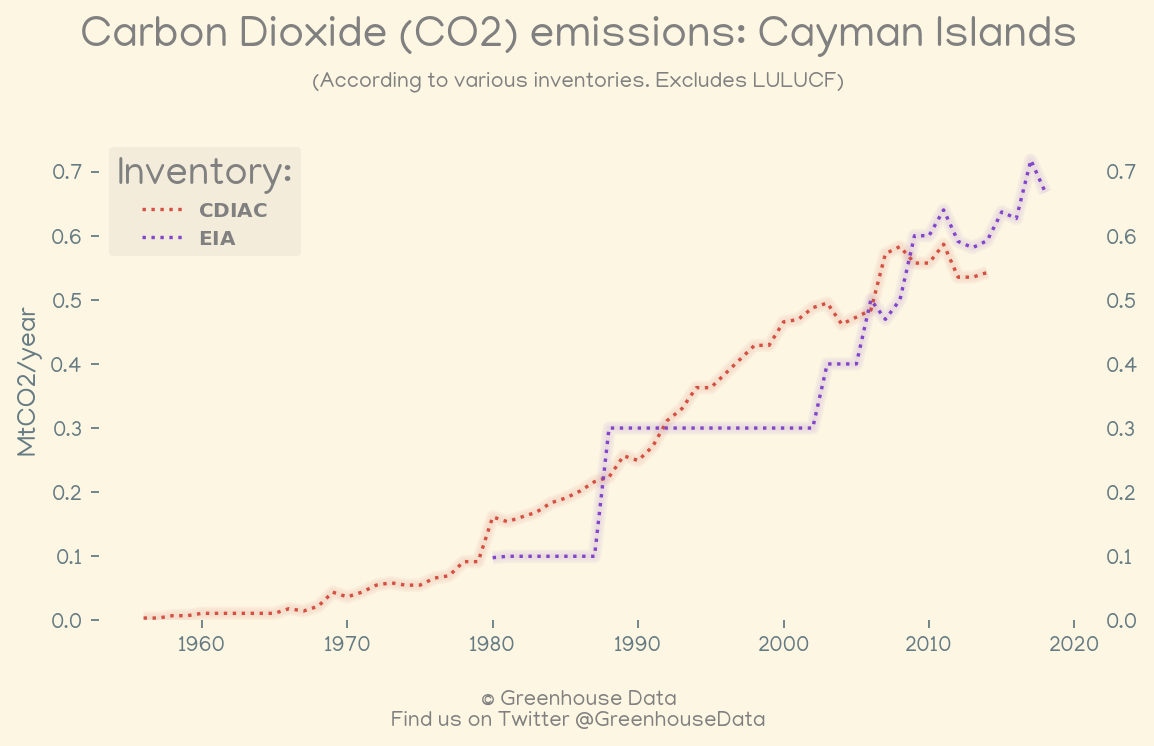 Carbon Dioxide (CO2) emissions: Cayman Islands
(According to various inventories. Excludes LULUCF)
Inventory:
CDIAC
EIA
MtCO2/year
0.7
0.6
0.5
0.4
0.3
0.2
0.1
0.0
0.7
0.6
0.5
0.4
0.3
0.2
0.1
0.0
1960 1970 1980 1990 2000 2010 2020
© Greenhouse Data
Find us on Twitter @GreenhouseData